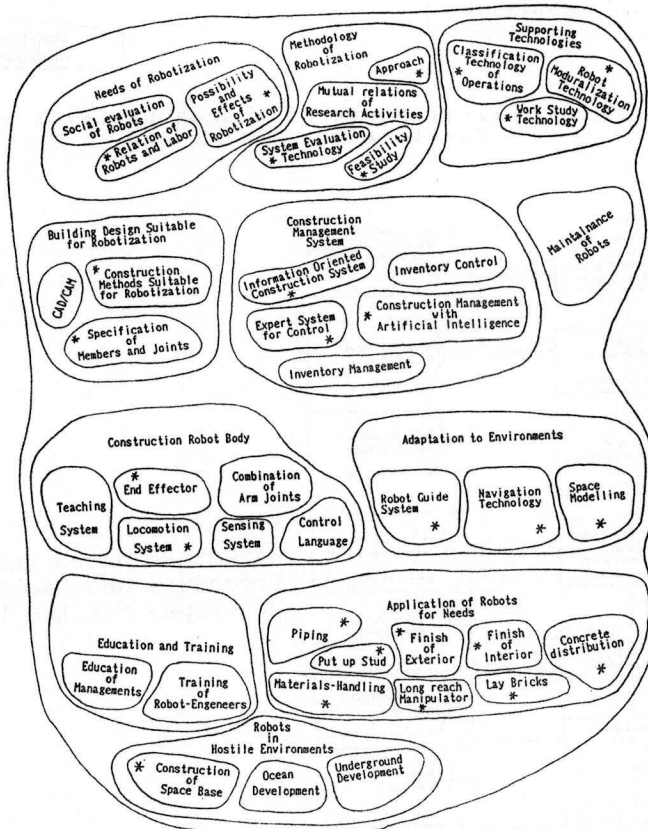 Needs of Robotization
Social evaluation
of Robots
* Relation of
Robots and Labor
Possibility
and
Effects *
of
Robotization
Methodology
of
Robotization
Approach
*
Mutual relations
of
Research Activities
System Evaluation
* Technology
Feasibility
* Study
Supporting
Technologies
Classification
Technology
* of
Operations
*
Robot
Moduralization
Technology
Work Study
* Technology
Building Design Suitable
for Robotization
CAD/CAM
* Construction
Methods Suitable
for Robotization
* Specification
of
Members and Joints
Construction
Management
System
Information Oriented
Construction System
*
Inventory Control
Expert System
for Control
*
* Construction Management
with
Artificial Intelligence
Inventory Management
Maintainance
of
Robots
Construction Robot Body
Teaching
System
*
End Effector
Combination
of
Arm Joints
Locomotion
System *
Sensing
System
Control
Language
Adaptation to Environments
Robot Guide
System
*
Navigation
Technology
*
Space
Modelling
*
Education and Training
Education
of
Managements
Training
of
Robot-Engeneers
Application of Robots
for Needs
Piping *
Put up Stud *
* Finish
of
Exterior
Finish
* of
Interior
Concrete
distribution
*
Materials-Handling
*
Long reach
Manipulator
*
Lay Bricks
*
Robots
in
Hostile Environments
* Construction
of
Space Base
Ocean
Development
Underground
Development